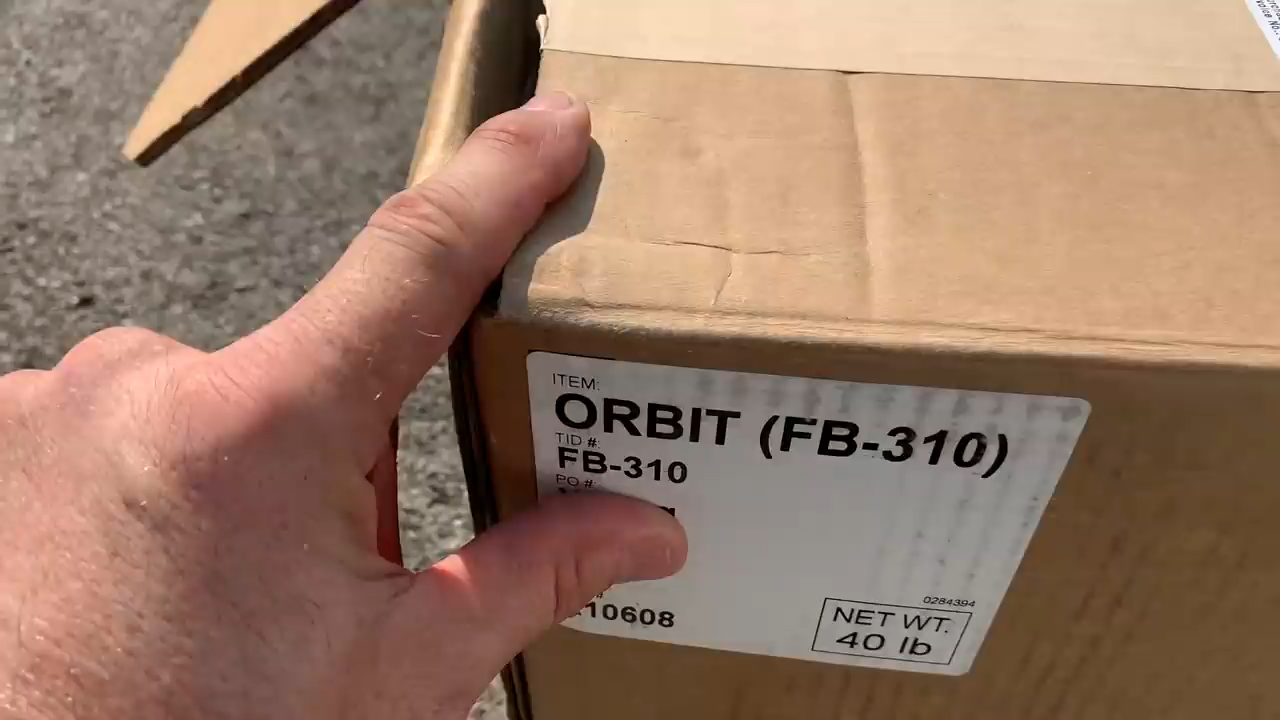 ITEM:
ORBIT (FB-310)
TID #:
FB-310
PO #:
10608
0284394
NET WT.
40 lb